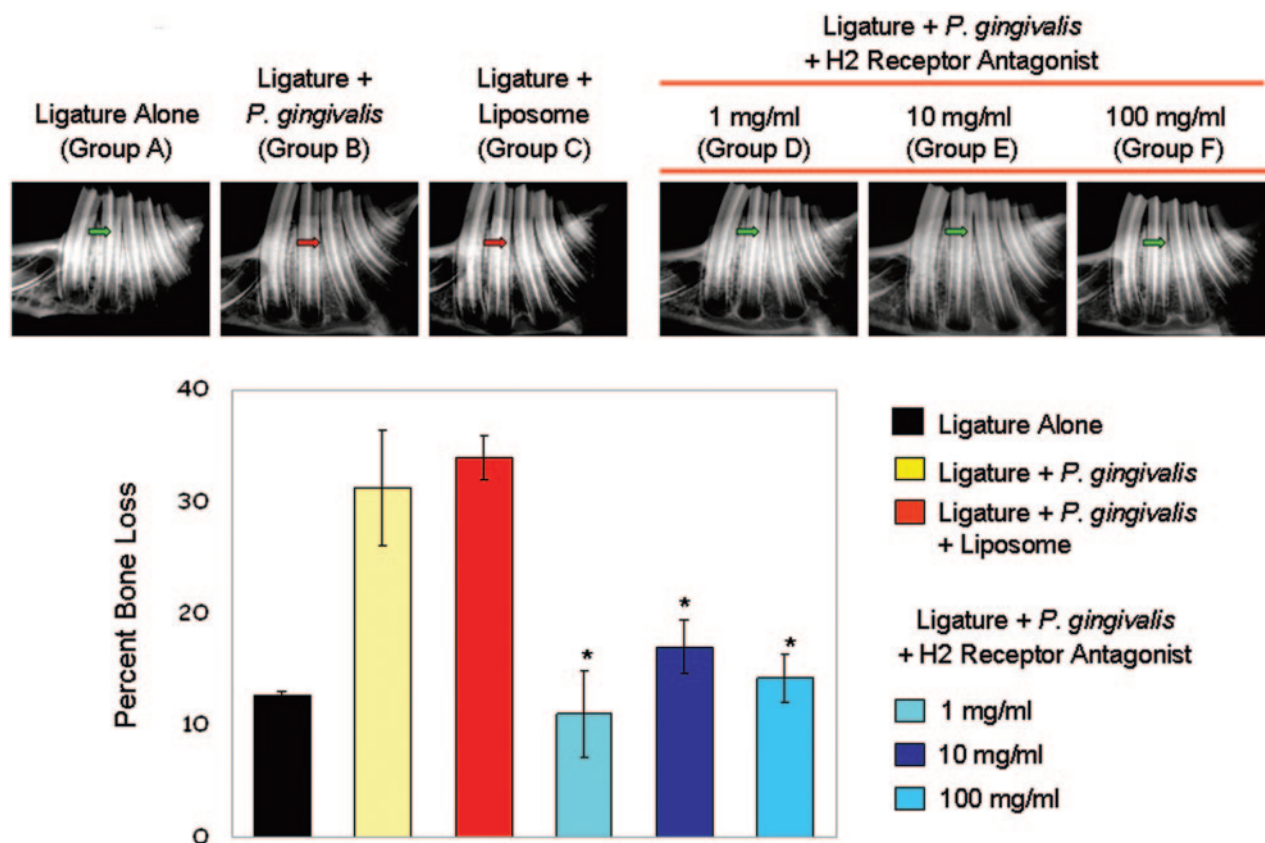 Ligature + P. gingivalis
+ H2 Receptor Antagonist
Ligature Alone
(Group A)
Ligature +
P. gingivalis
(Group B)
Ligature +
Liposome
(Group C)
1 mg/ml
(Group D)
10 mg/ml
(Group E)
100 mg/ml
(Group F)
Percent Bone Loss
40
30
20
10
0
*
*
*
Ligature Alone
Ligature + P. gingivalis
Ligature + P. gingivalis
+ Liposome
Ligature + P. gingivalis
+ H2 Receptor Antagonist
1 mg/ml
10 mg/ml
100 mg/ml